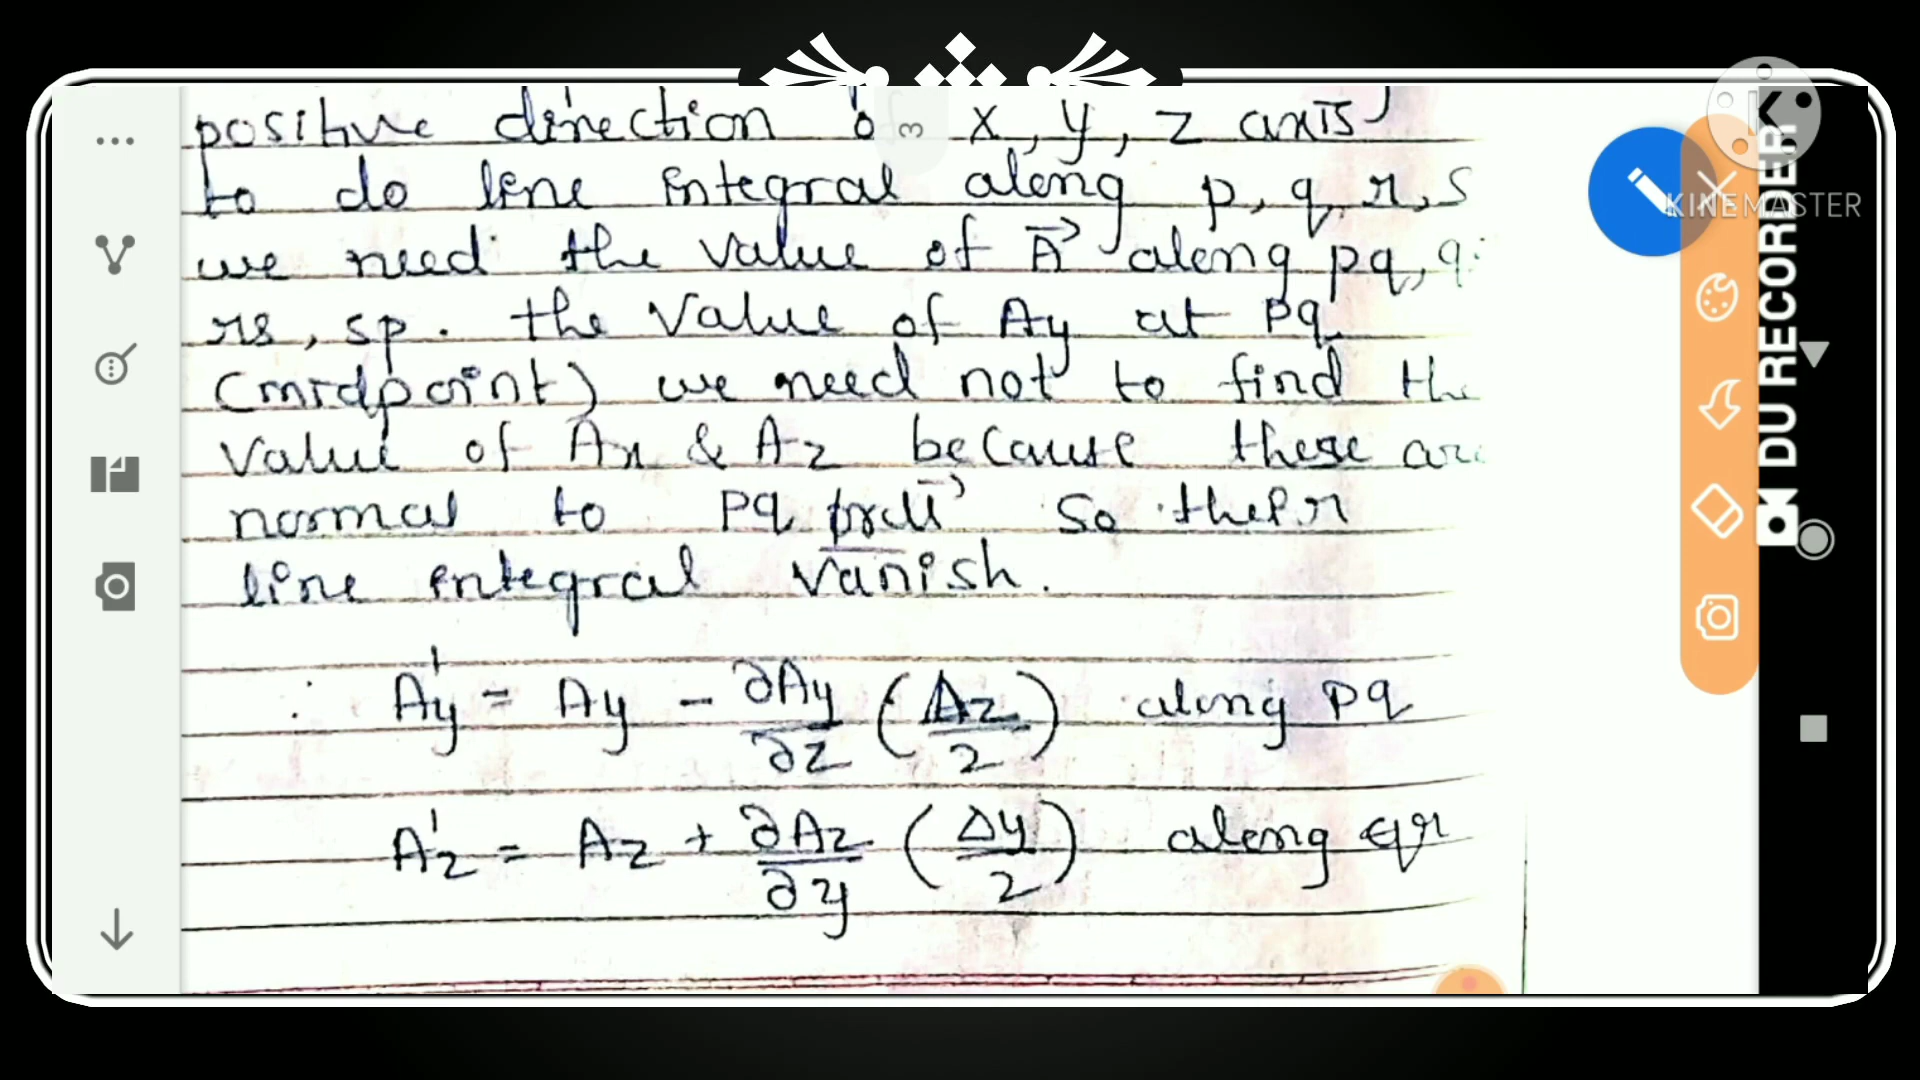 positive direction of x, y, z axis
to do line integral along p, q, r, s
we need the value of A⃗ along pq,
rs, sp. the value of Ay at pq
(midpoint) we need not to find the
value of Ax & Az because these are
normal to pq so their
line integral vanish.
∴ Ay' = Ay - ∂Ay/∂z (Δz/2) along pq
Az' = Az + ∂Az/∂y (Δy/2) along qr
KINEMASTER
DU RECORDER